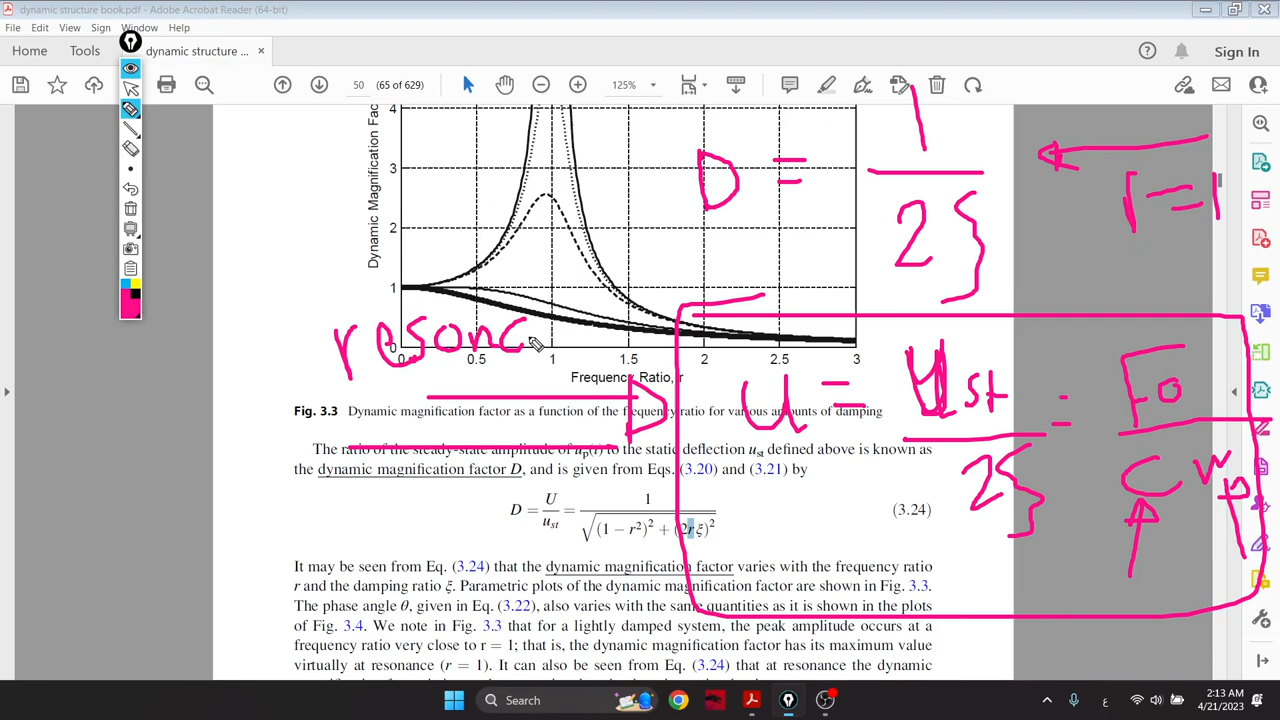 dynamic structure book.pdf - Adobe Acrobat Reader (64-bit)
File Edit View Sign Window Help
Home Tools dynamic structure ... × Sign In
50 (65 of 629) 125%
Dynamic Magnification Fac
4
3
2
1
0
0 0.5 1 1.5 2 2.5 3
Frequency Ratio, r
D = 1 / 2ξ
r = 1
resonc
D
U = Ust / 2ξ = Fo / C
Fig. 3.3 Dynamic magnification factor as a function of the frequency ratio for various amounts of damping
The ratio of the steady-state amplitude of up(t) to the static deflection ust defined above is known as
the dynamic magnification factor D, and is given from Eqs. (3.20) and (3.21) by
D = U / ust = 1 / √(1 − r²)² + (2rξ)² (3.24)
It may be seen from Eq. (3.24) that the dynamic magnification factor varies with the frequency ratio
r and the damping ratio ξ. Parametric plots of the dynamic magnification factor are shown in Fig. 3.3.
The phase angle θ, given in Eq. (3.22), also varies with the same quantities as it is shown in the plots
of Fig. 3.4. We note in Fig. 3.3 that for a lightly damped system, the peak amplitude occurs at a
frequency ratio very close to r = 1; that is, the dynamic magnification factor has its maximum value
virtually at resonance (r = 1). It can also be seen from Eq. (3.24) that at resonance the dynamic
Search
ع
2:13 AM
4/21/2023